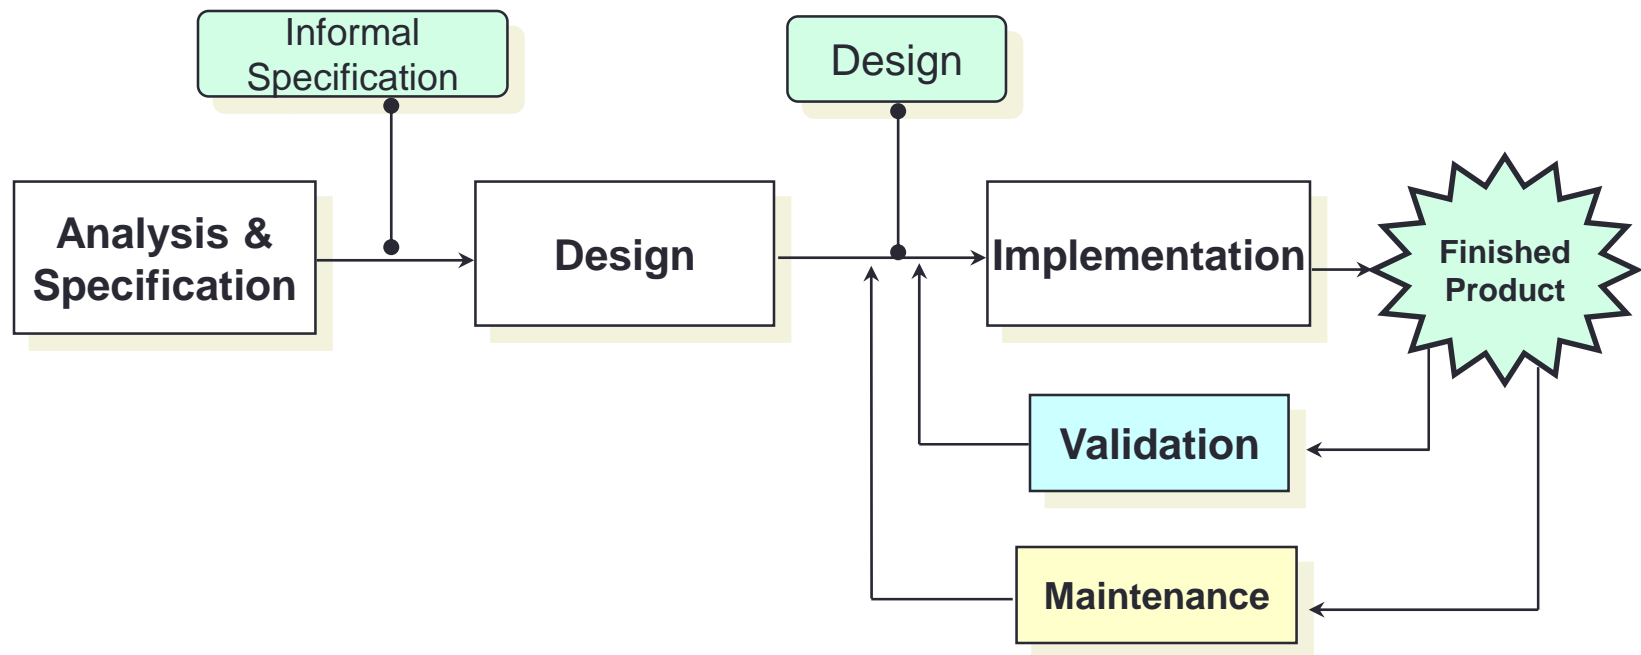 Informal
Specification
Design
Analysis &
Specification
Design
Implementation
Finished
Product
Validation
Maintenance